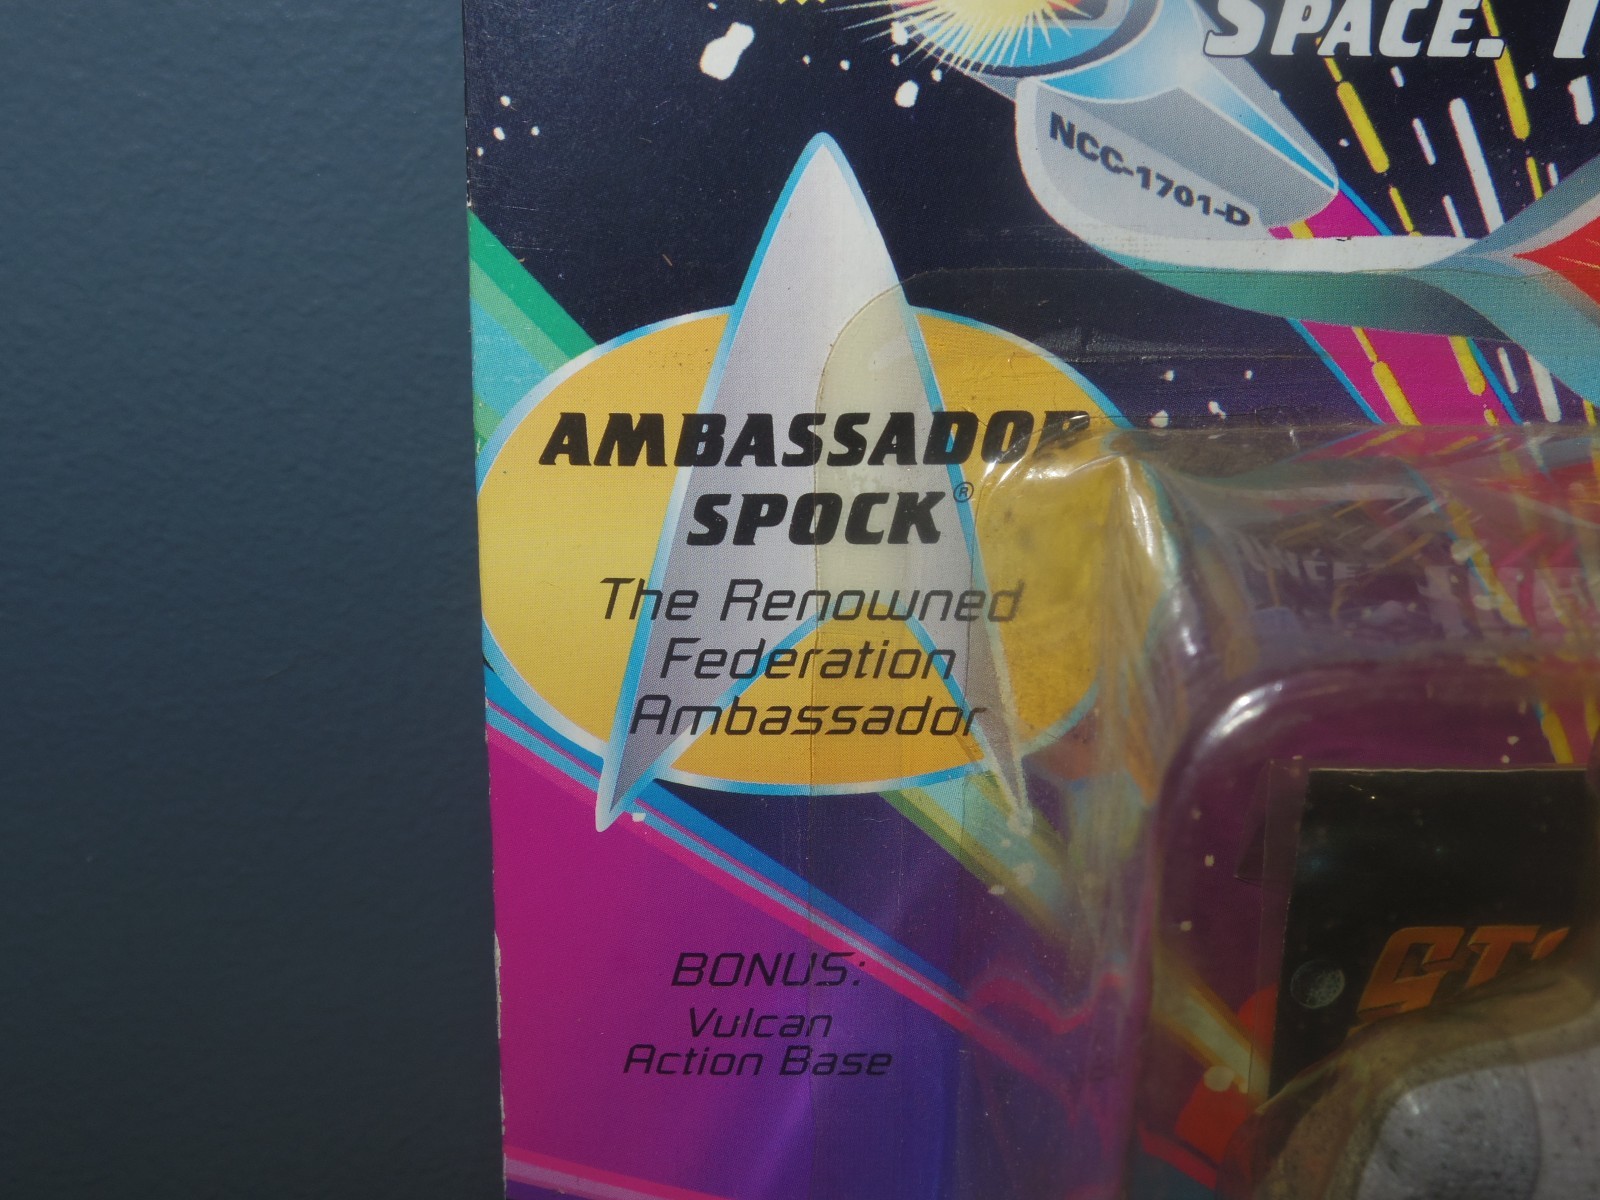 SPACE.
NCC-1701-D
AMBASSADOR
SPOCK®
The Renowned
Federation
Ambassador
BONUS:
Vulcan
Action Base